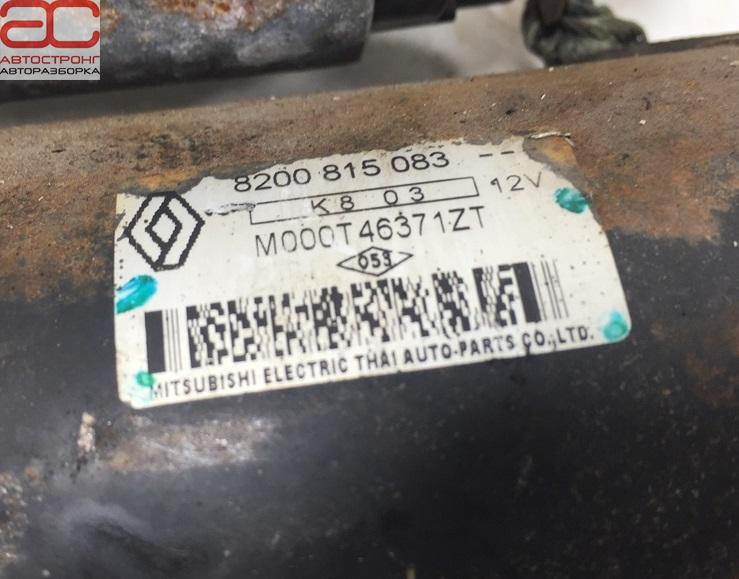 АС
АВТОСТРОНГ
АВТОРАЗБОРКА
8200 815 083 --
K8 03 12V
M000T46371ZT
053
MITSUBISHI ELECTRIC THAI AUTO-PARTS CO.,LTD.